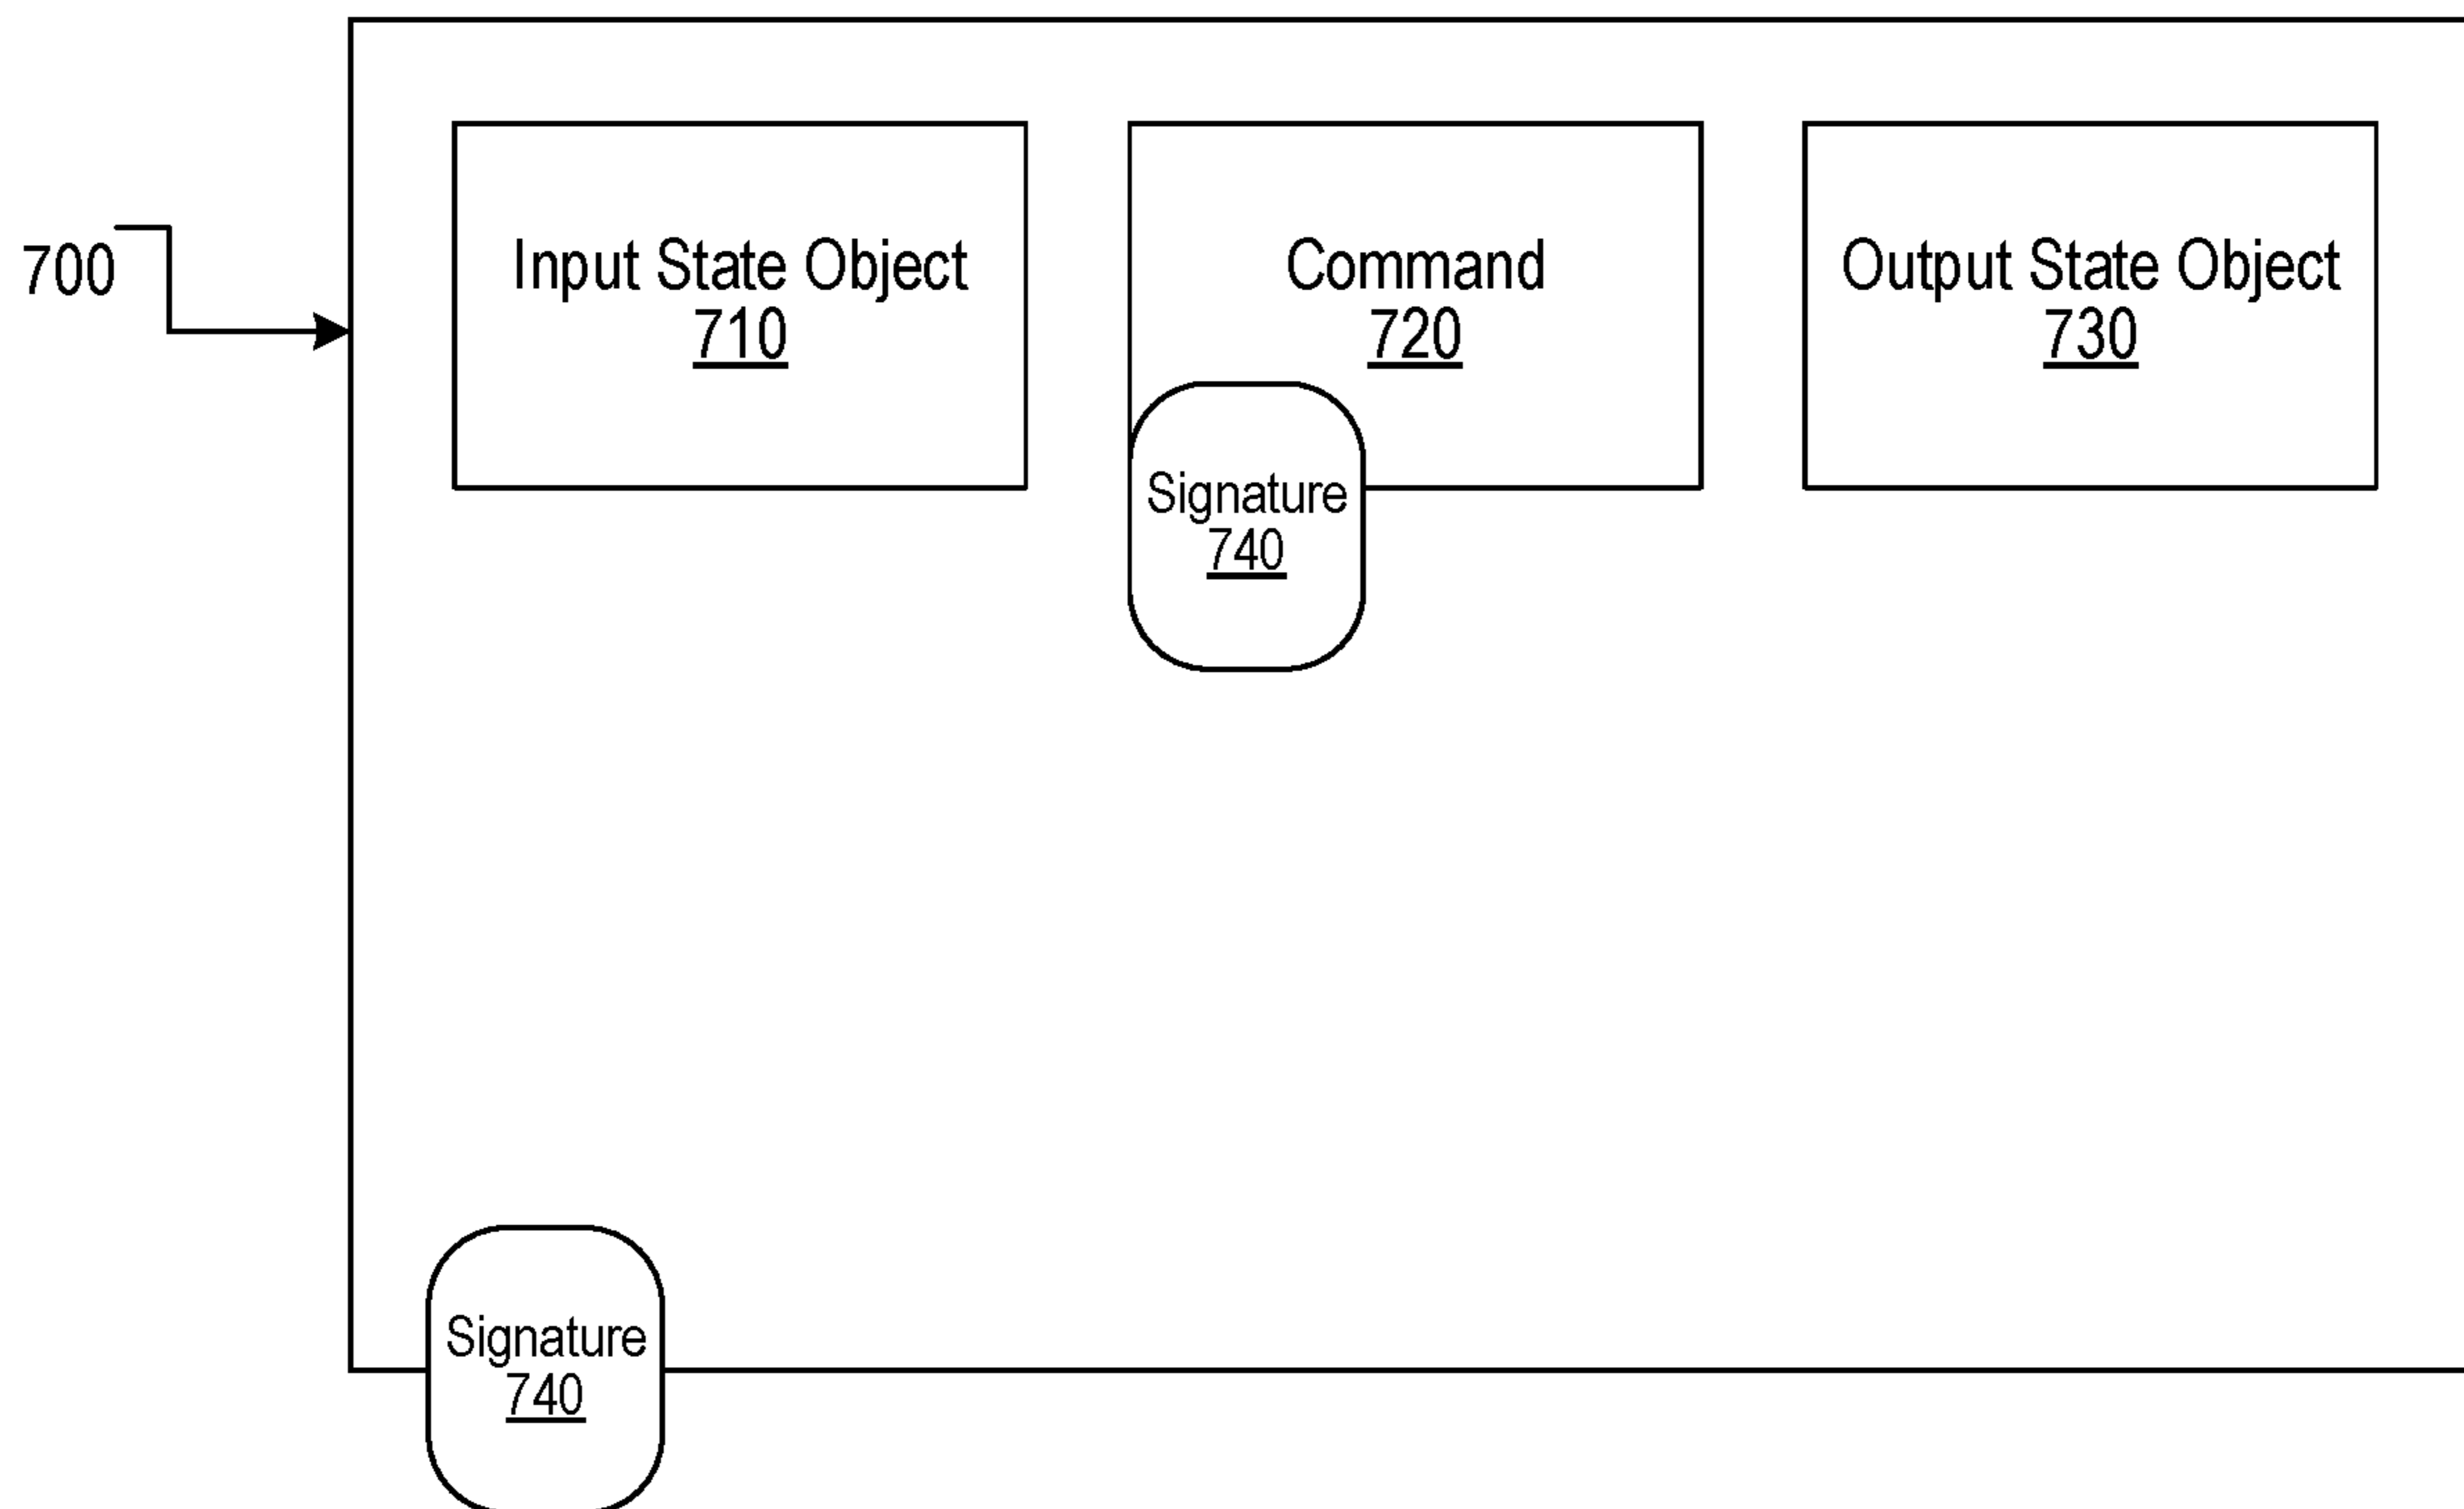 700
Input State Object
710
Command
720
Output State Object
730
Signature
740
Signature
740